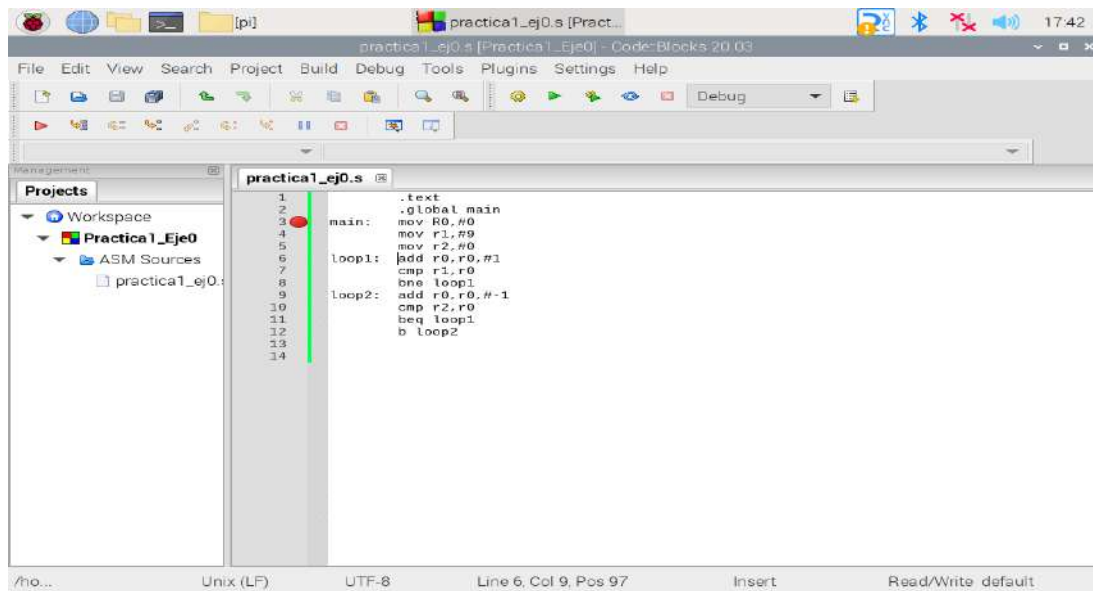 [pi]
practica1_ej0.s [Pract...
17:42
practica1_ej0.s [Practica1_Eje0] - Code::Blocks 20.03
File Edit View Search Project Build Debug Tools Plugins Settings Help
Debug
Management
Projects
Workspace
Practica1_Eje0
ASM Sources
practica1_ej0.s
practica1_ej0.s
1 .text
2 .global main
3 main: mov R0,#0
4 mov r1,#9
5 mov r2,#0
6 loop1: add r0,r0,#1
7 cmp r1,r0
8 bne loop1
9 loop2: add r0,r0,#-1
10 cmp r2,r0
11 beq loop1
12 b loop2
13
14
/ho... Unix (LF) UTF-8 Line 6, Col 9, Pos 97 Insert Read/Write default